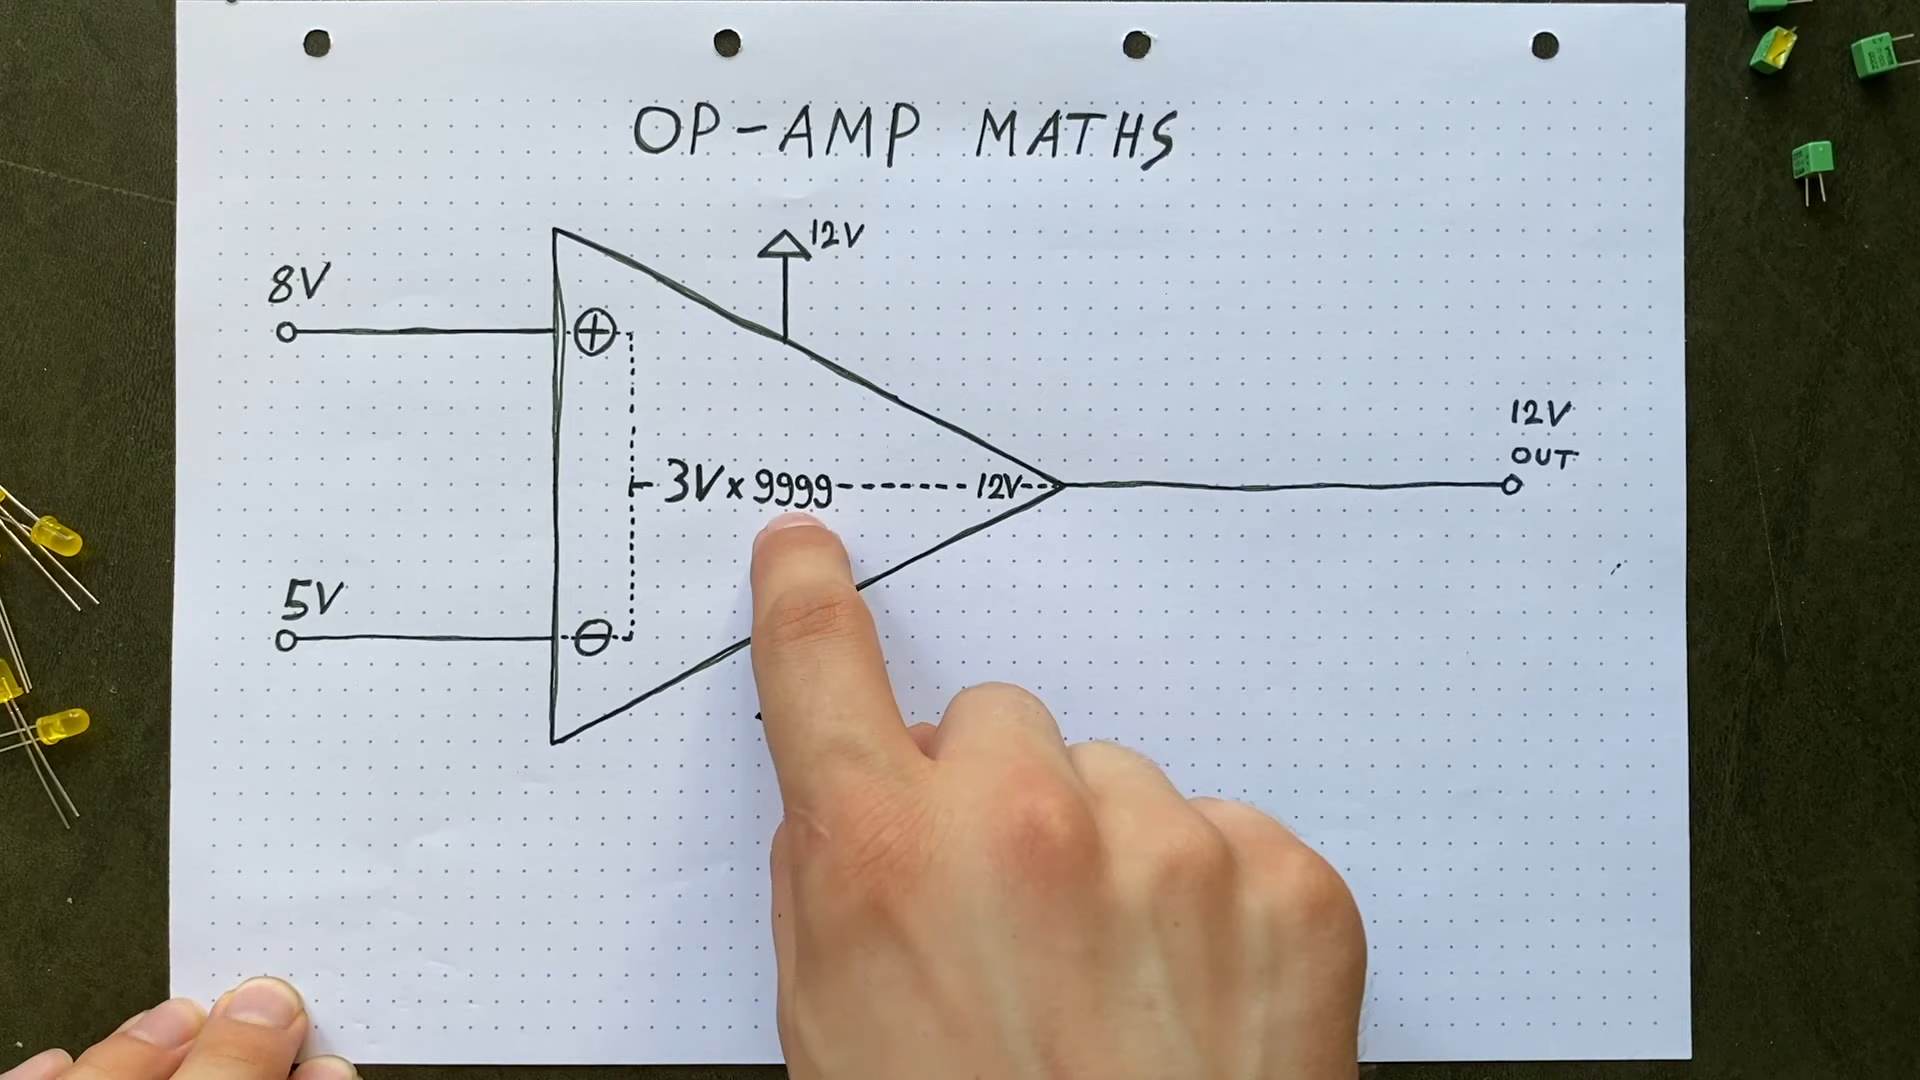 OP-AMP MATHS
12V
8V
+
3V x 9999 12V
12V
OUT
5V
−